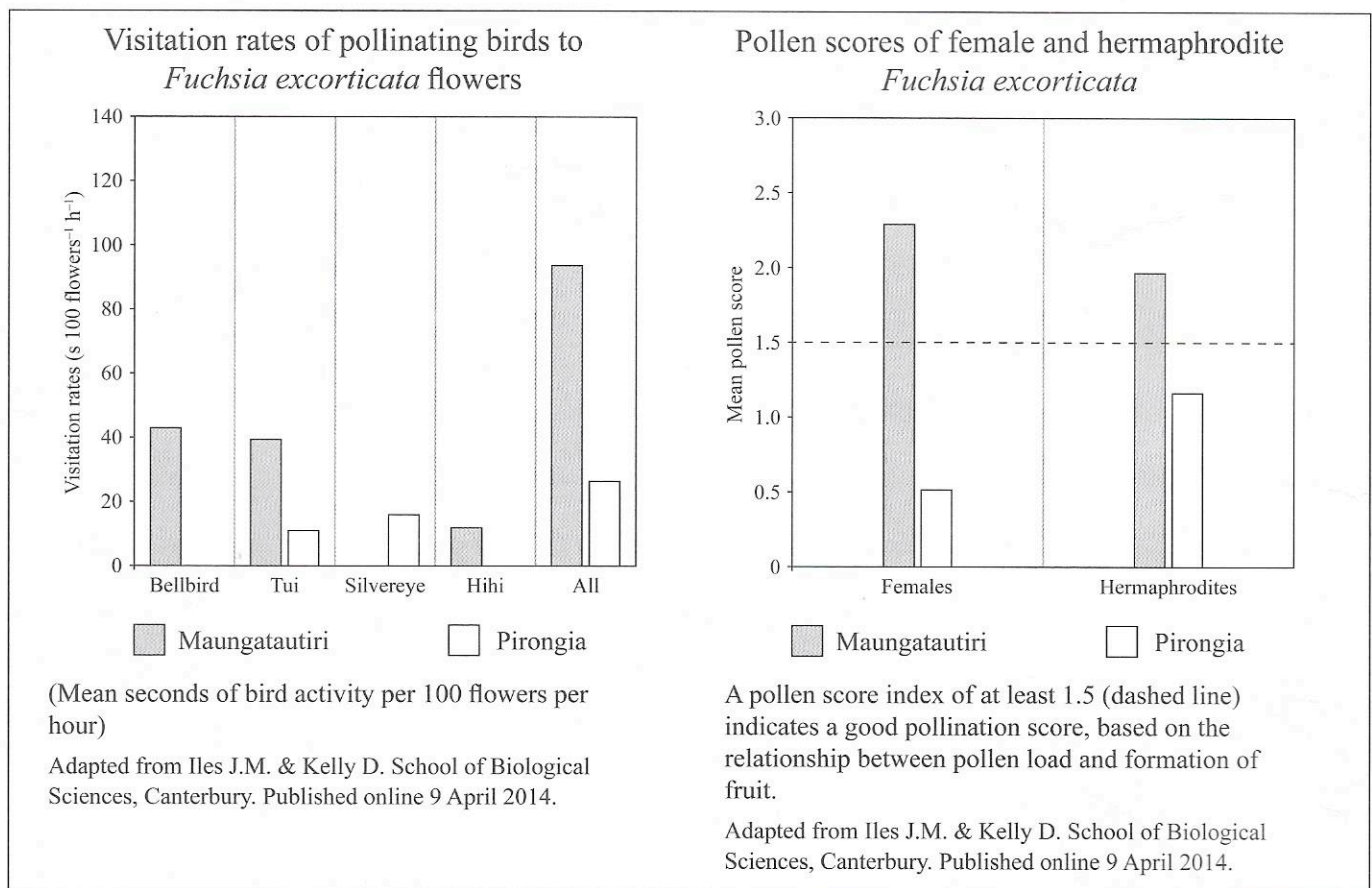 Visitation rates of pollinating birds to
Fuchsia excorticata flowers
140
120
100
80
60
40
20
0
Visitation rates (s 100 flowers⁻¹ h⁻¹)
Bellbird Tui Silvereye Hihi All
Maungatautiri Pirongia
(Mean seconds of bird activity per 100 flowers per
hour)
Adapted from Iles J.M. & Kelly D. School of Biological
Sciences, Canterbury. Published online 9 April 2014.
Pollen scores of female and hermaphrodite
Fuchsia excorticata
3.0
2.5
2.0
1.5
1.0
0.5
0
Mean pollen score
Females Hermaphrodites
Maungatautiri Pirongia
A pollen score index of at least 1.5 (dashed line)
indicates a good pollination score, based on the
relationship between pollen load and formation of
fruit.
Adapted from Iles J.M. & Kelly D. School of Biological
Sciences, Canterbury. Published online 9 April 2014.